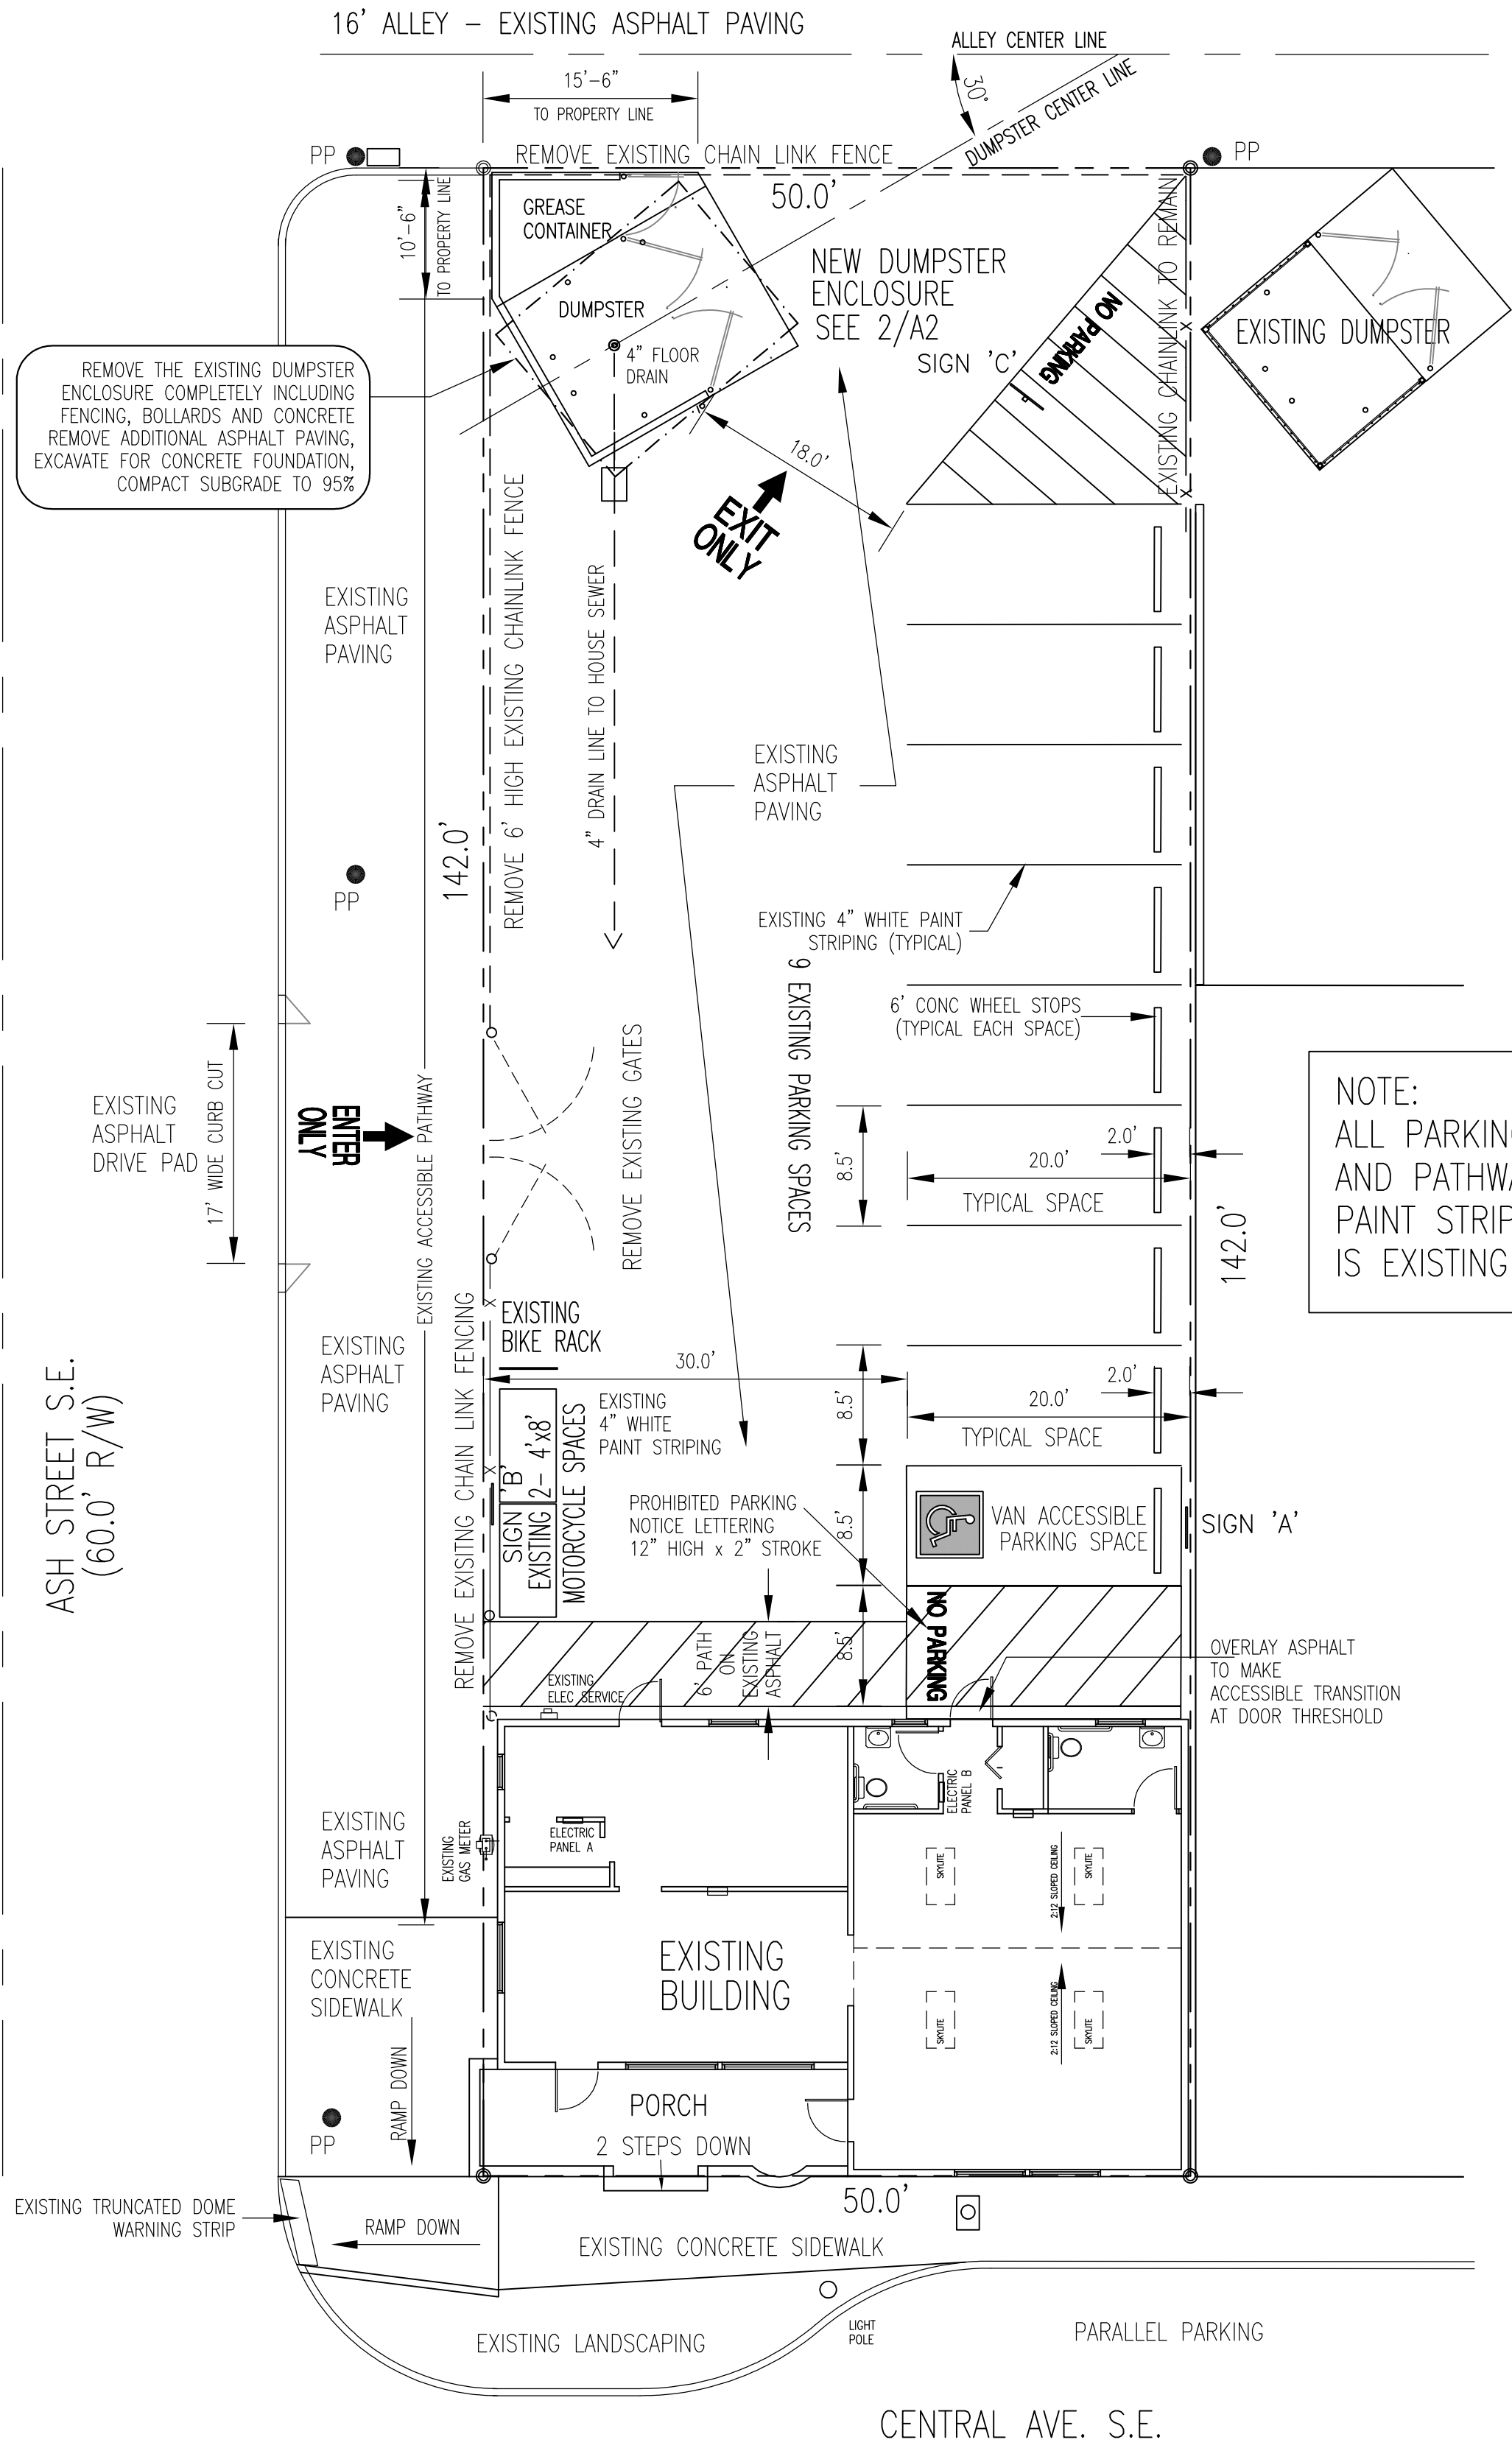 16' ALLEY - EXISTING ASPHALT PAVING
ALLEY CENTER LINE
15'-6"
TO PROPERTY LINE
30°
DUMPSTER CENTER LINE
PP
REMOVE EXISTING CHAIN LINK FENCE
PP
50.0'
10'-6"
TO PROPERTY LINE
GREASE
CONTAINER
DUMPSTER
4" FLOOR
DRAIN
NEW DUMPSTER
ENCLOSURE
SEE 2/A2
SIGN 'C'
NO PARKING
EXISTING CHAINLINK TO REMAIN
X
X
EXISTING DUMPSTER
REMOVE THE EXISTING DUMPSTER
ENCLOSURE COMPLETELY INCLUDING
FENCING, BOLLARDS AND CONCRETE
REMOVE ADDITIONAL ASPHALT PAVING,
EXCAVATE FOR CONCRETE FOUNDATION,
COMPACT SUBGRADE TO 95%
18.0'
EXIT
ONLY
EXISTING
ASPHALT
PAVING
REMOVE 6' HIGH EXISTING CHAINLINK FENCE
4" DRAIN LINE TO HOUSE SEWER
142.0'
EXISTING
ASPHALT
PAVING
PP
EXISTING 4" WHITE PAINT
STRIPING (TYPICAL)
9 EXISTING PARKING SPACES
6' CONC WHEEL STOPS
(TYPICAL EACH SPACE)
EXISTING
ASPHALT
DRIVE PAD
17' WIDE CURB CUT
ENTER
ONLY
EXISTING ACCESSIBLE PATHWAY
REMOVE EXISTING GATES
8.5'
2.0'
20.0'
TYPICAL SPACE
142.0'
NOTE:
ALL PARKING
AND PATHWA
PAINT STRIP
IS EXISTING
ASH STREET S.E.
(60.0' R/W)
EXISTING
ASPHALT
PAVING
REMOVE EXISITNG CHAIN LINK FENCING
X
X
EXISTING
BIKE RACK
30.0'
8.5'
2.0'
20.0'
TYPICAL SPACE
SIGN 'B'
EXISTING 2- 4'x8'
MOTORCYCLE SPACES
EXISTING
4" WHITE
PAINT STRIPING
PROHIBITED PARKING
NOTICE LETTERING
12" HIGH x 2" STROKE
8.5'
VAN ACCESSIBLE
PARKING SPACE
SIGN 'A'
8.5'
NO PARKING
6' PATH
ON
EXISTING
ASPHALT
EXISTING
ELEC SERVICE
OVERLAY ASPHALT
TO MAKE
ACCESSIBLE TRANSITION
AT DOOR THRESHOLD
EXISTING
ASPHALT
PAVING
EXISTING
GAS METER
ELECTRIC
PANEL A
ELECTRIC
PANEL B
SKYLITE
2:12 SLOPED CEILING
SKYLITE
EXISTING
BUILDING
SKYLITE
2:12 SLOPED CEILING
SKYLITE
EXISTING
CONCRETE
SIDEWALK
RAMP DOWN
PP
PORCH
2 STEPS DOWN
50.0'
EXISTING TRUNCATED DOME
WARNING STRIP
RAMP DOWN
EXISTING CONCRETE SIDEWALK
LIGHT
POLE
EXISTING LANDSCAPING
PARALLEL PARKING
CENTRAL AVE. S.E.